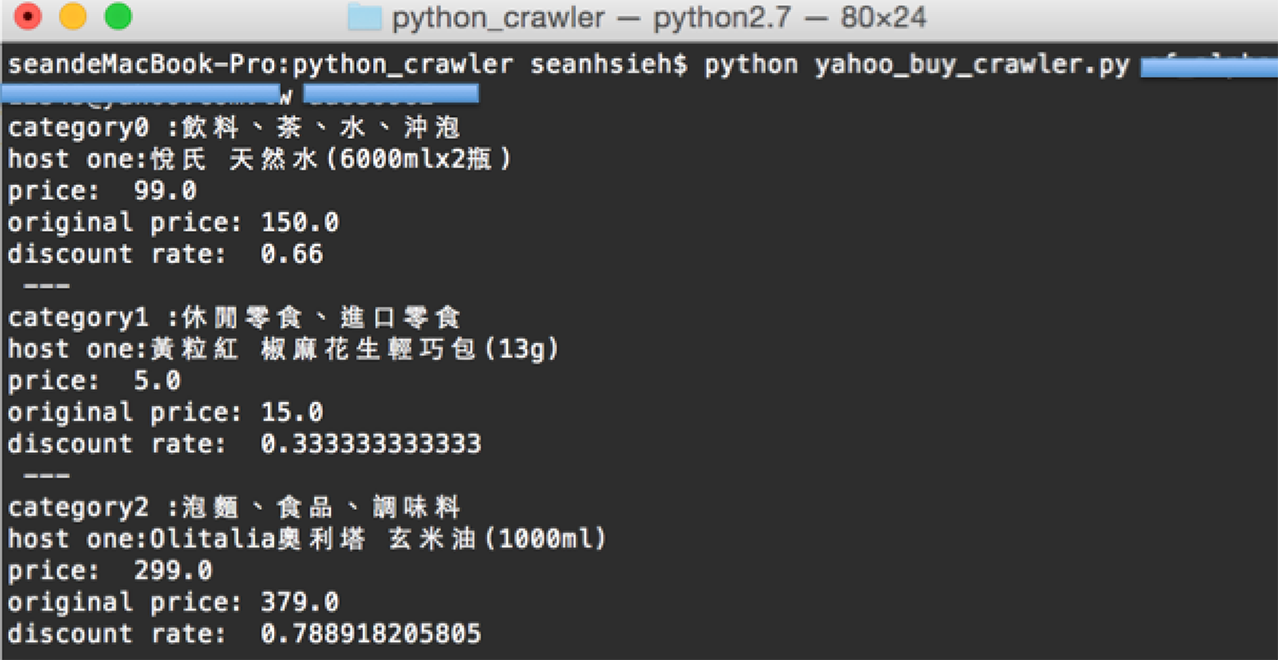 python_crawler — python2.7 — 80×24
seandeMacBook-Pro:python_crawler seanhsieh$ python yahoo_buy_crawler.py
category0 :飲料、茶、水、沖泡
host one:悅氏 天然水(6000mlx2瓶)
price:  99.0
original price: 150.0
discount rate:  0.66
 ---
category1 :休閒零食、進口零食
host one:黃粒紅 椒麻花生輕巧包(13g)
price:  5.0
original price: 15.0
discount rate:  0.333333333333
 ---
category2 :泡麵、食品、調味料
host one:Olitalia奧利塔 玄米油(1000ml)
price:  299.0
original price: 379.0
discount rate:  0.788918205805